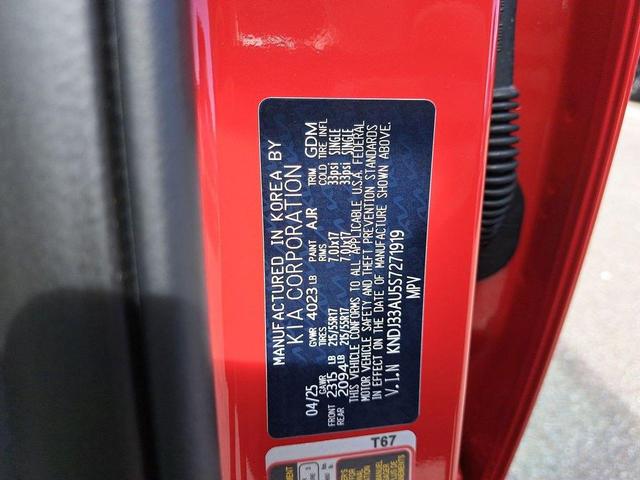 MANUFACTURED IN KOREA BY
KIA CORPORATION
04/25 GVWR 4023 LB PAINT AJR TRIM GDM
GAWR TIRES RIMS COLD TIRE INFL
FRONT 2315 LB 215/55R17 7.0Jx17 33psi SINGLE
REAR 2094 LB 215/55R17 7.0Jx17 33psi SINGLE
THIS VEHICLE CONFORMS TO ALL APPLICABLE U.S.A. FEDERAL
MOTOR VEHICLE SAFETY AND THEFT PREVENTION STANDARDS
IN EFFECT ON THE DATE OF MANUFACTURE SHOWN ABOVE.
V.I.N KNDJ33AU5S7271919
MPV
T67